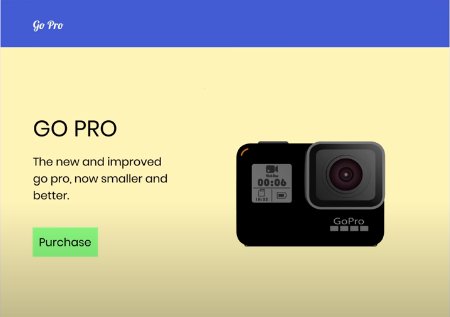 Go Pro
GO PRO
The new and improved
go pro, now smaller and
better.
Purchase
00:06
GoPro